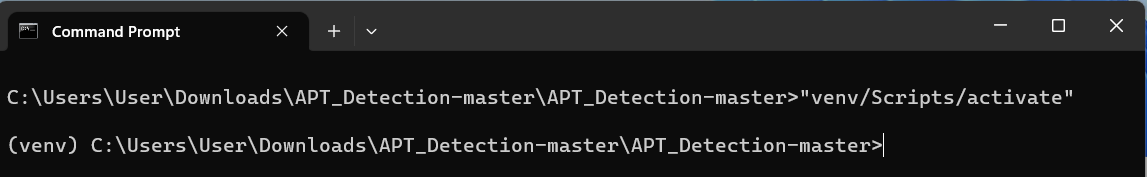 Command Prompt
C:\Users\User\Downloads\APT_Detection-master\APT_Detection-master>"venv/Scripts/activate"
(venv) C:\Users\User\Downloads\APT_Detection-master\APT_Detection-master>